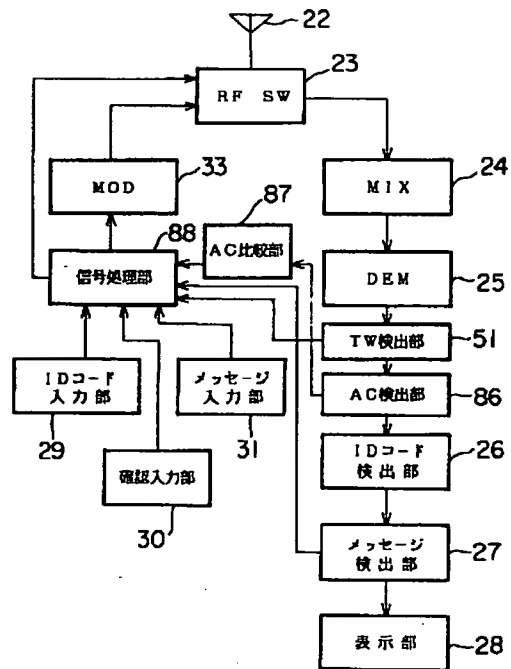 22
23
RF SW
33
MOD
24
MIX
87
AC比較部
88
信号処理部
25
DEM
51
TW検出部
86
AC検出部
IDコード
入力部
29
メッセージ
入力部
31
確認入力部
30
26
IDコード
検出部
27
メッセージ
検出部
28
表示部